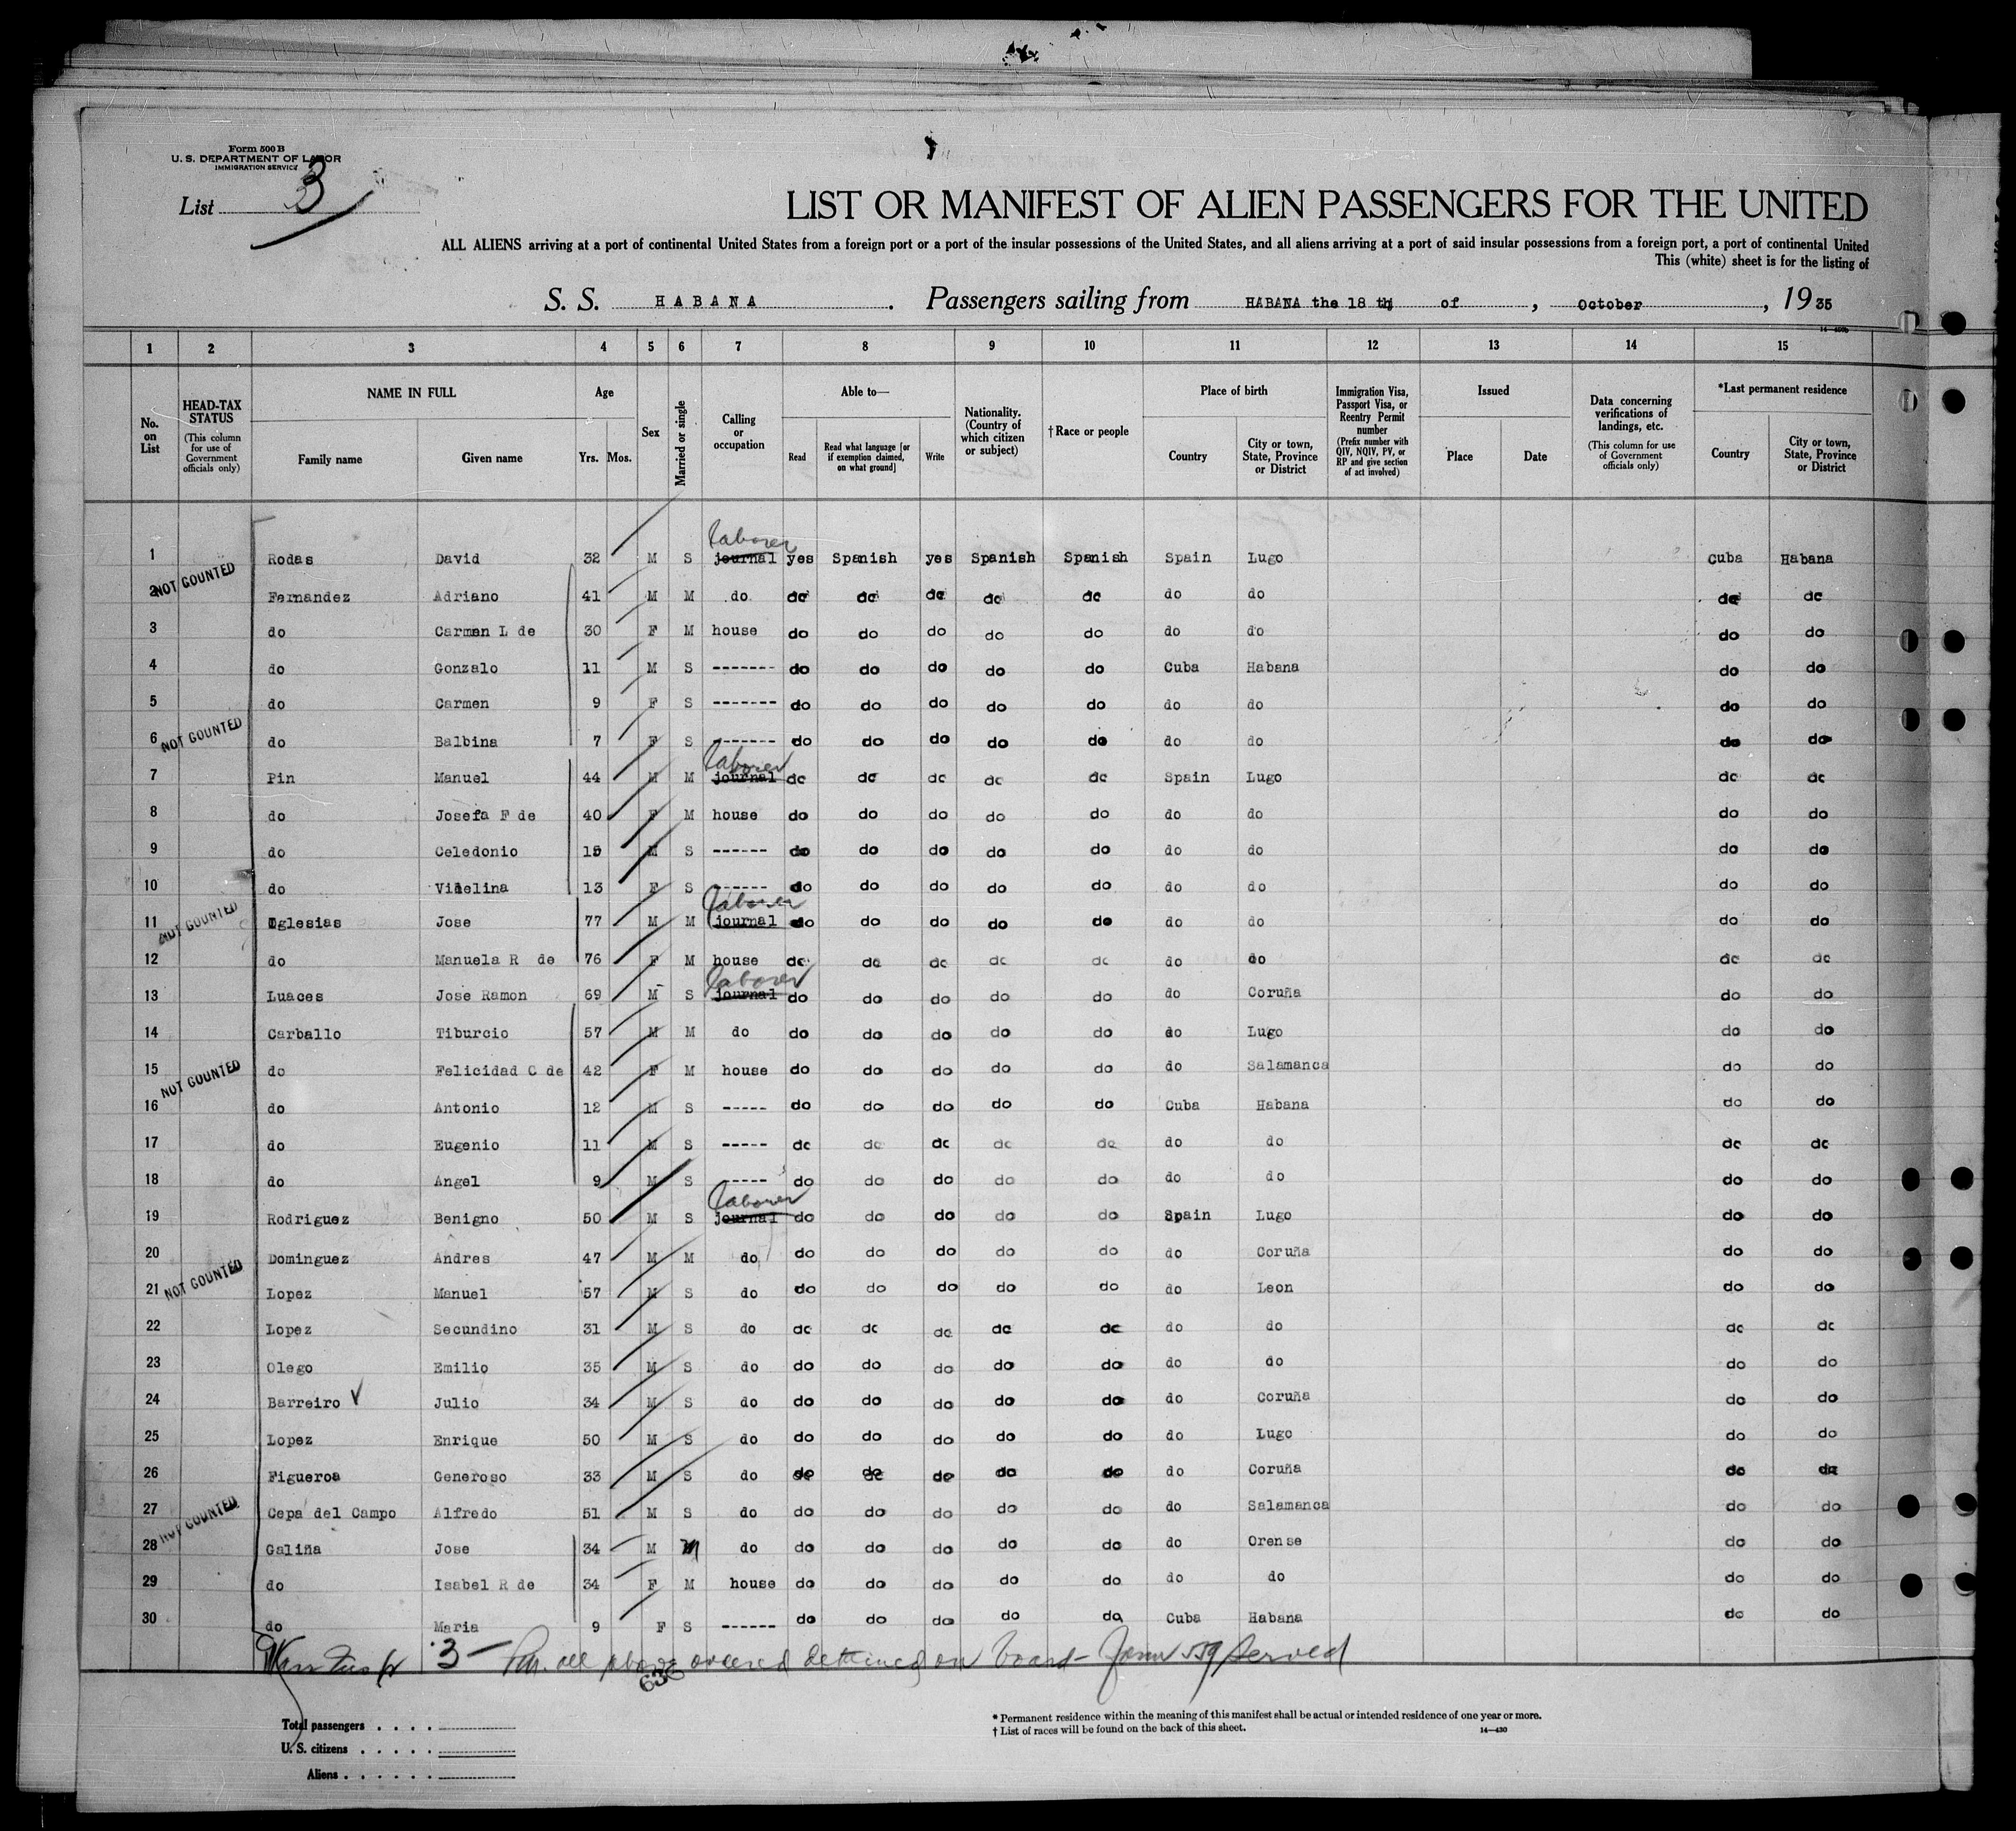 Form 500 B
U. S. DEPARTMENT OF LABOR
IMMIGRATION SERVICE
List 3
LIST OR MANIFEST OF ALIEN PASSENGERS FOR THE UNITED
ALL ALIENS arriving at a port of continental United States from a foreign port or a port of the insular possessions of the United States, and all aliens arriving at a port of said insular possessions from a foreign port, a port of continental United
This (white) sheet is for the listing of
S. S. HABANA. Passengers sailing from HABANA the 18 th of, October, 1935
1 2 3 4 5 6 7 8 9 10 11 12 13 14 15
No. on List
HEAD-TAX STATUS (This column for use of Government officials only)
NAME IN FULL Family name Given name
Age Yrs. Mos.
Sex
Married or single
Calling or occupation
Able to— Read Read what language [or if exemption claimed, on what ground] Write
Nationality. (Country of which citizen or subject)
†Race or people
Place of birth Country City or town, State, Province or District
Immigration Visa, Passport Visa, or Reentry Permit number (Prefix number with QIV, NQIV, PV, or RP and give section of act involved)
Issued Place Date
Data concerning verifications of landings, etc. (This column for use of Government officials only)
*Last permanent residence Country City or town, State, Province or District
laborer
1 Rodas David 32 M S journal yes Spanish yes Spanish Spanish Spain Lugo Cuba Habana
NOT COUNTED
2 Fernandez Adriano 41 M M do do do do do do do do do do
3 do Carmen L de 30 F M house do do do do do do do do do
4 do Gonzalo 11 M S ------- do do do do do Cuba Habana do do
5 do Carmen 9 F S ------- do do do do do do do do do
NOT COUNTED
6 do Balbina 7 F S ------- do do do do do do do do do
laborer
7 Pin Manuel 44 M M journal do do do do do Spain Lugo do do
8 do Josefa F de 40 F M house do do do do do do do do do
9 do Celedonio 15 M S ------ do do do do do do do do do
10 do Videlina 13 F S ------ do do do do do do do do do
laborer
NOT COUNTED
11 Iglesias Jose 77 M M journal do do do do do do do do do
12 do Manuela R de 76 F M house do do do do do do do do do
laborer
13 Luaces Jose Ramon 69 M S journal do do do do do do Coruña do do
14 Carballo Tiburcio 57 M M do do do do do do do Lugo do do
15 do Felicidad C de 42 F M house do do do do do do Salamanca do do
NOT COUNTED
16 do Antonio 12 M S ----- do do do do do Cuba Habana do do
17 do Eugenio 11 M S ----- do do do do do do do do do
18 do Angel 9 M S ----- do do do do do do do do do
laborer
19 Rodriguez Benigno 50 M S journal do do do do do Spain Lugo do do
20 Dominguez Andres 47 M M do do do do do do do Coruña do do
NOT COUNTED
21 Lopez Manuel 57 M S do do do do do do do Leon do do
22 Lopez Secundino 31 M S do do do do do do do do do do
23 Olego Emilio 35 M S do do do do do do do do do do
24 Barreiro Julio 34 M S do do do do do do do Coruña do do
25 Lopez Enrique 50 M S do do do do do do do Lugo do do
26 Figueroa Generoso 33 M S do do do do do do do Coruña do do
27 Cepa del Campo Alfredo 51 M S do do do do do do do Salamanca do do
NOT COUNTED
28 Galiña Jose 34 M M do do do do do do do Orense do do
29 do Isabel R de 34 F M house do do do do do do do do do
30 do Maria 9 F S ------ do do do do do Cuba Habana do do
3 — all above ordered detained on board — Form 559 served
636
Total passengers
U. S. citizens
Aliens
* Permanent residence within the meaning of this manifest shall be actual or intended residence of one year or more.
† List of races will be found on the back of this sheet. 14—430